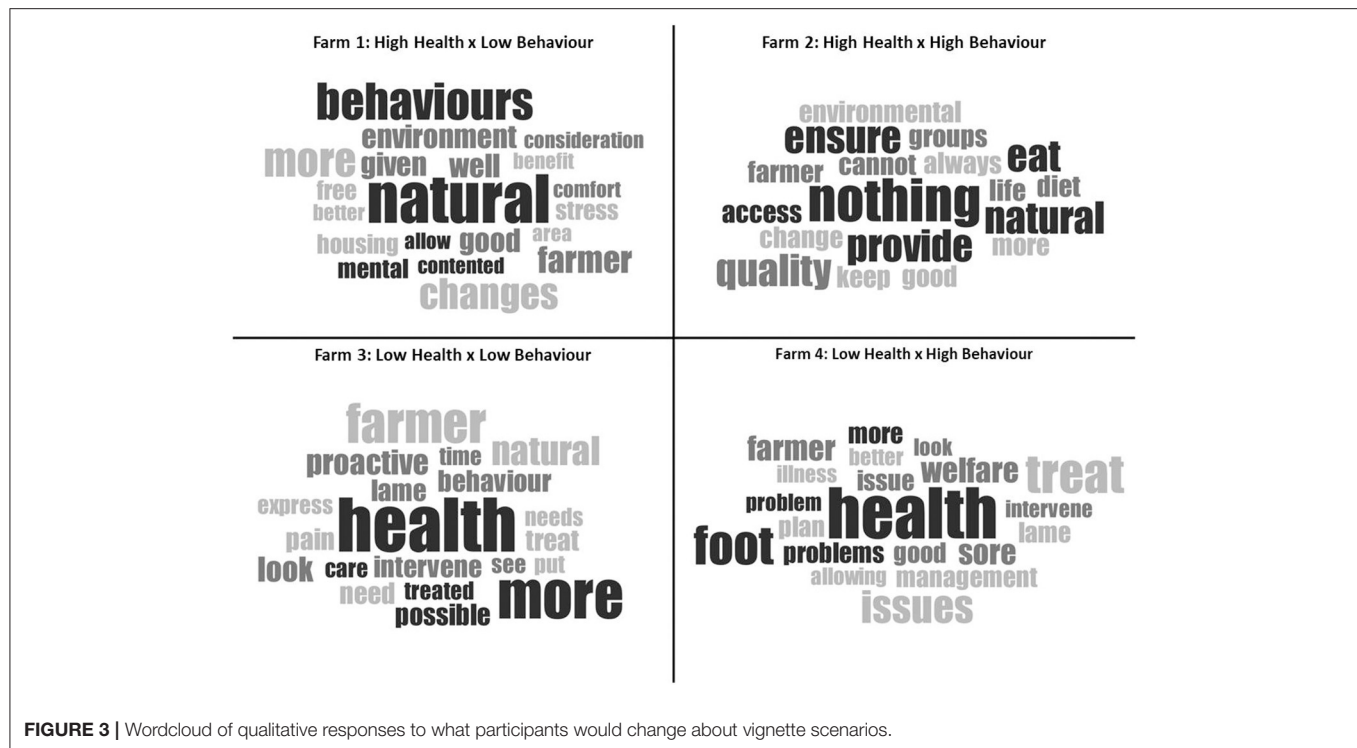 Farm 1: High Health x Low Behaviour
behaviours
environment consideration
more given well benefit
free natural comfort
better stress
housing allow good area
mental contented farmer
changes
Farm 2: High Health x High Behaviour
environmental
ensure groups eat
farmer cannot always
nothing life diet
access natural
change provide more
quality keep good
Farm 3: Low Health x Low Behaviour
farmer
proactive time natural
lame behaviour
express health needs
pain treat
look care intervene see put
need treated more
possible
Farm 4: Low Health x High Behaviour
more
farmer better look
illness issue welfare treat
problem health intervene
plan lame
foot problems good sore
allowing management
issues
FIGURE 3 | Wordcloud of qualitative responses to what participants would change about vignette scenarios.